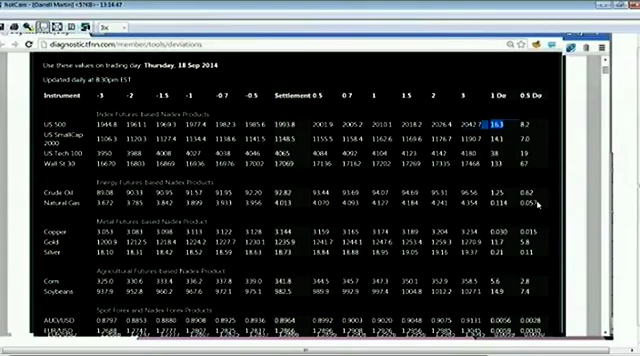 hotCam - [Darrell Martin] <57KB> | 13:14:47
3x
diagnostic.tfnn.com/member/tools/deviations
Use these values on trading day: Thursday, 18 Sep 2014
Updated daily at 8:30pm EST
Instrument -3 -2 -1.5 -1 -0.7 -0.5 Settlement 0.5 0.7 1 1.5 2 3 1 Dev 0.5 Dev
Index Futures-based Nadex Products
US 500 1944.8 1961.1 1969.3 1977.4 1982.3 1985.6 1993.8 2001.9 2005.2 2010.1 2018.2 2026.4 2042.7 16.3 8.2
US SmallCap 2000 1106.3 1120.3 1127.4 1134.4 1138.6 1141.5 1148.5 1155.5 1158.4 1162.6 1169.6 1176.7 1190.7 14.1 7.0
US Tech 100 3950 3988 4008 4027 4038 4046 4065 4084 4092 4104 4123 4142 4180 38 19
Wall St 30 16670 16803 16869 16936 16976 17002 17069 17136 17162 17202 17269 17335 17468 133 67
Energy Futures-based Nadex Product
Crude Oil 89.08 90.33 90.95 91.57 91.95 92.20 92.82 93.44 93.69 94.07 94.69 95.31 96.56 1.25 0.62
Natural Gas 3.672 3.785 3.842 3.899 3.933 3.956 4.013 4.070 4.093 4.127 4.184 4.241 4.354 0.114 0.057
Metal Futures-based Nadex Product
Copper 3.053 3.083 3.098 3.113 3.122 3.128 3.144 3.159 3.165 3.174 3.189 3.204 3.234 0.030 0.015
Gold 1200.9 1212.5 1218.4 1224.2 1227.7 1230.1 1235.9 1241.7 1244.1 1247.6 1253.4 1259.3 1270.9 11.7 5.8
Silver 18.10 18.31 18.42 18.52 18.59 18.63 18.73 18.84 18.88 18.95 19.05 19.16 19.37 0.21 0.11
Agricultural Futures-based Nadex Product
Corn 325.0 330.6 333.4 336.2 337.8 339.0 341.8 344.6 345.7 347.3 350.1 352.9 358.5 5.6 2.8
Soybeans 937.9 952.8 960.2 967.6 972.1 975.1 982.5 989.9 992.9 997.4 1004.8 1012.2 1027.1 14.9 7.4
Spot Forex and Nadex Forex Products
AUD/USD 0.8797 0.8853 0.8880 0.8908 0.8925 0.8936 0.8964 0.8992 0.9003 0.9020 0.9048 0.9075 0.9131 0.0056 0.0028
EUR/USD